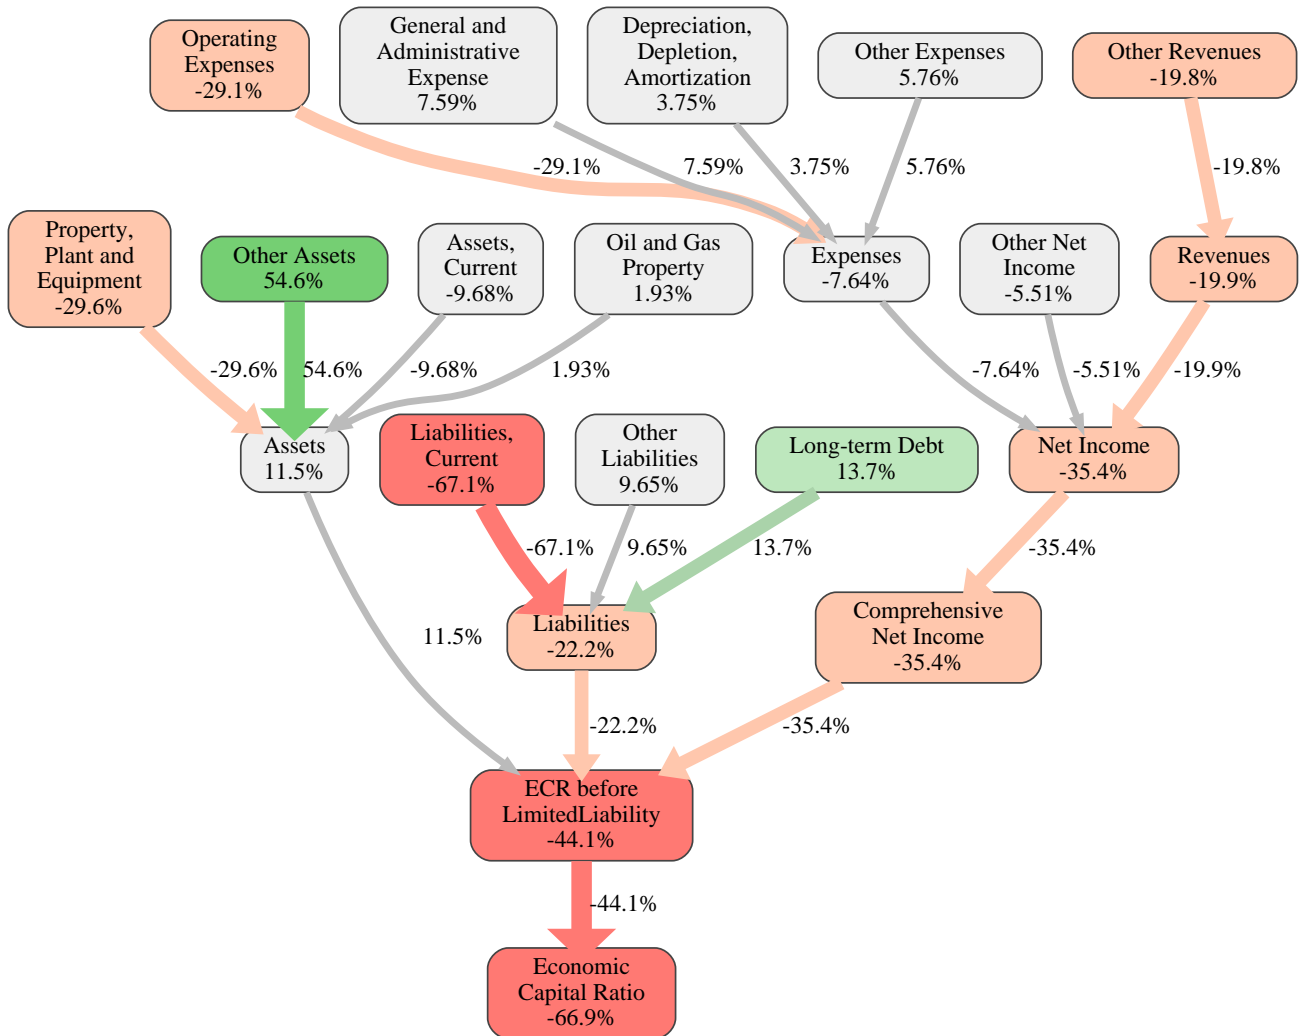 Operating
Expenses
-29.1%
General and
Administrative
Expense
7.59%
Depreciation,
Depletion,
Amortization
3.75%
Other Expenses
5.76%
Other Revenues
-19.8%
-29.1%
7.59%
3.75%
5.76%
-19.8%
Property,
Plant and
Equipment
-29.6%
Other Assets
54.6%
Assets,
Current
-9.68%
Oil and Gas
Property
1.93%
Expenses
-7.64%
Other Net
Income
-5.51%
Revenues
-19.9%
-29.6%
54.6%
-9.68%
1.93%
-7.64%
-5.51%
-19.9%
Assets
11.5%
Liabilities,
Current
-67.1%
Other
Liabilities
9.65%
Long-term Debt
13.7%
Net Income
-35.4%
-67.1%
9.65%
13.7%
-35.4%
11.5%
Liabilities
-22.2%
Comprehensive
Net Income
-35.4%
-22.2%
-35.4%
ECR before
LimitedLiability
-44.1%
-44.1%
Economic
Capital Ratio
-66.9%